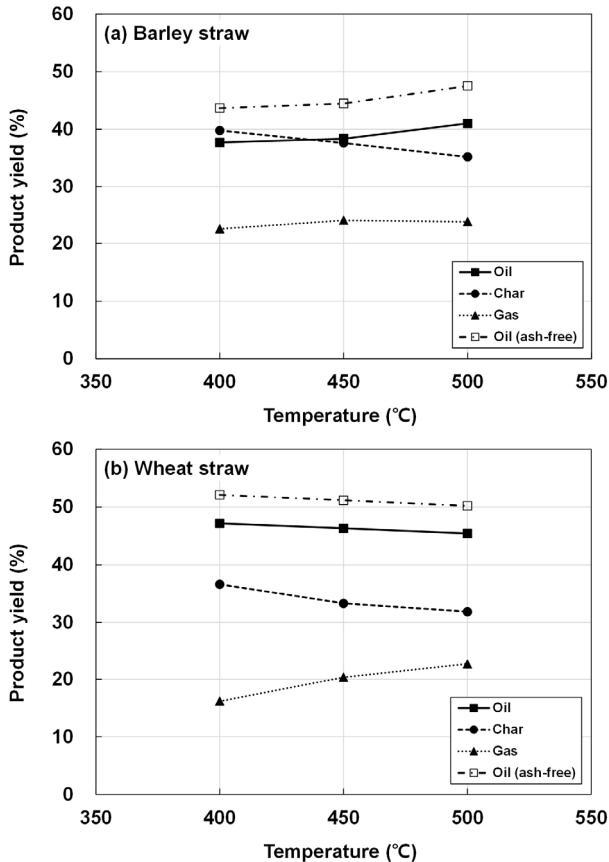 (a) Barley straw
Product yield (%)
60
50
40
30
20
10
0
Oil
Char
Gas
Oil (ash-free)
350
400
450
500
550
Temperature (℃)
(b) Wheat straw
Product yield (%)
60
50
40
30
20
10
0
Oil
Char
Gas
Oil (ash-free)
350
400
450
500
550
Temperature (℃)